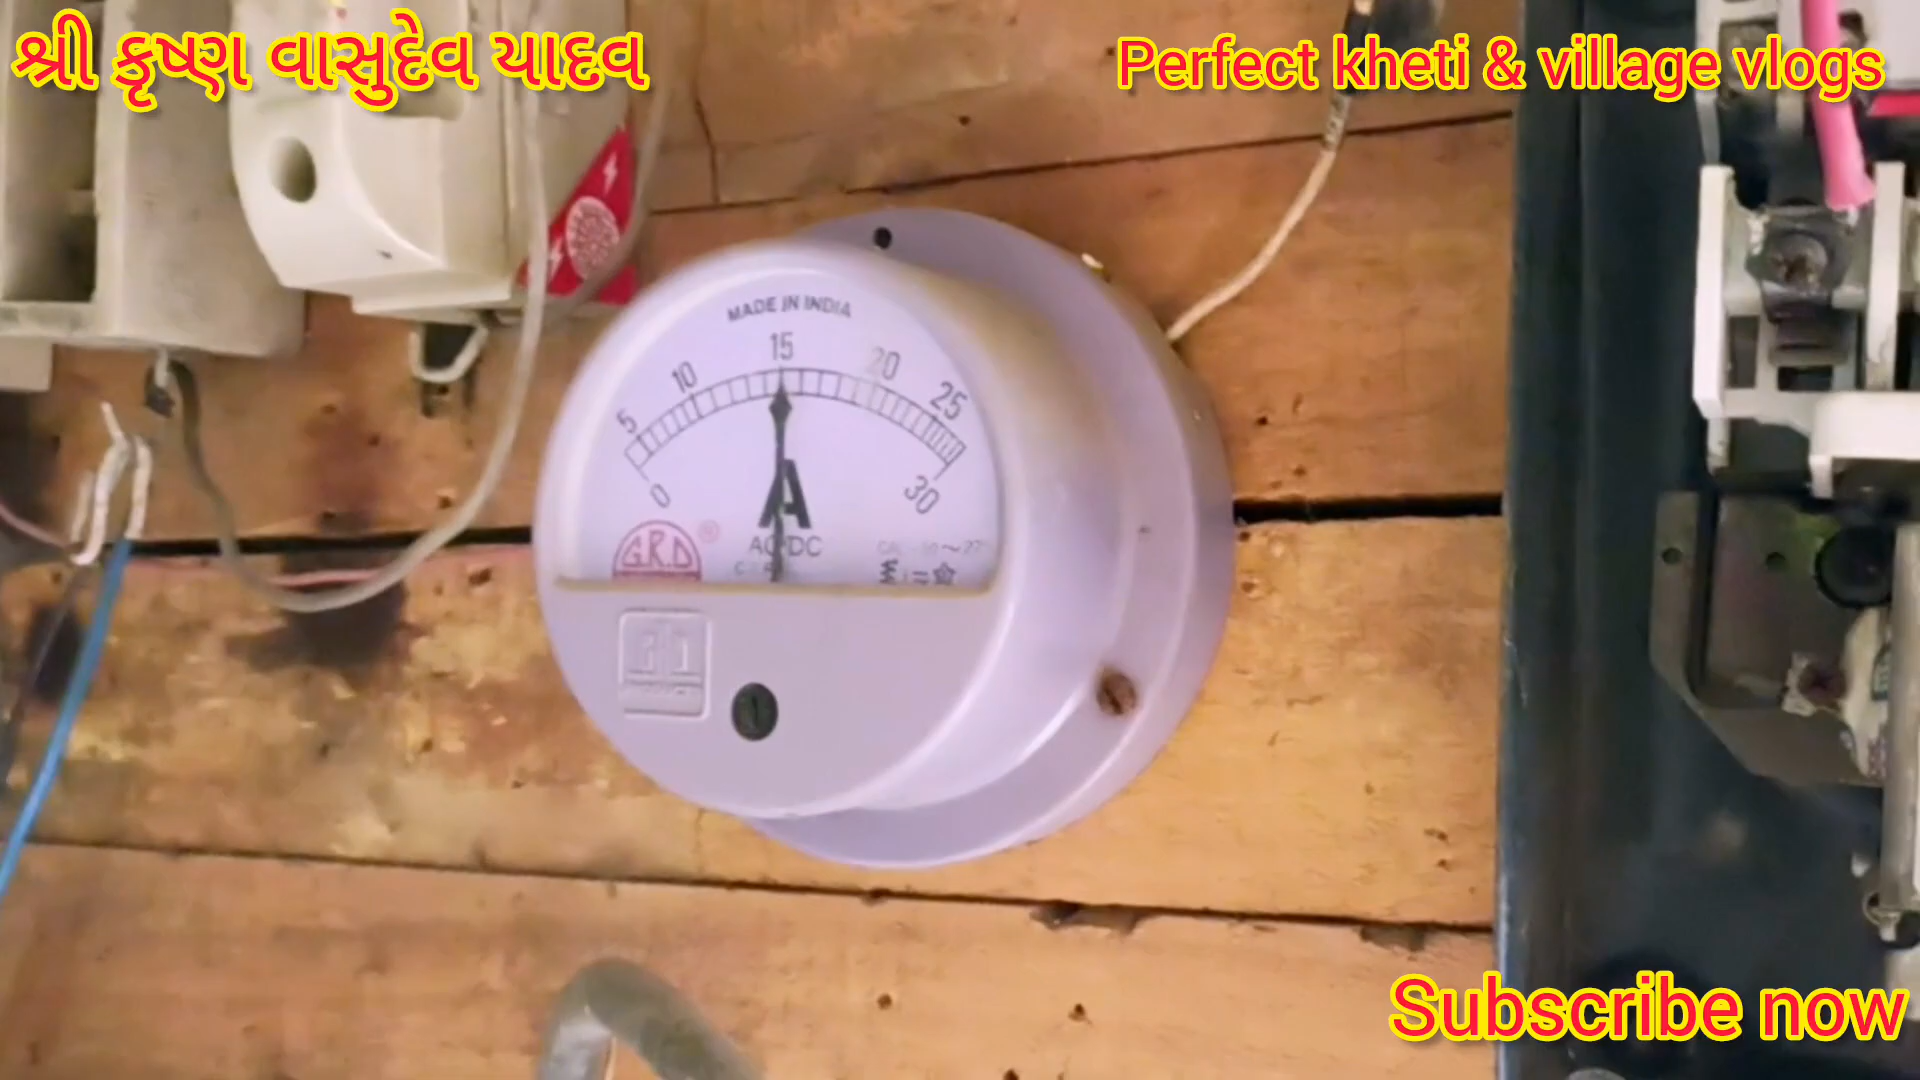 શ્રી કૃષ્ણ વાસુદેવ યાદવ
Perfect kheti & village vlogs
MADE IN INDIA
0 5 10 15 20 25 30
A
G.R.D ®
AC/DC
Subscribe now